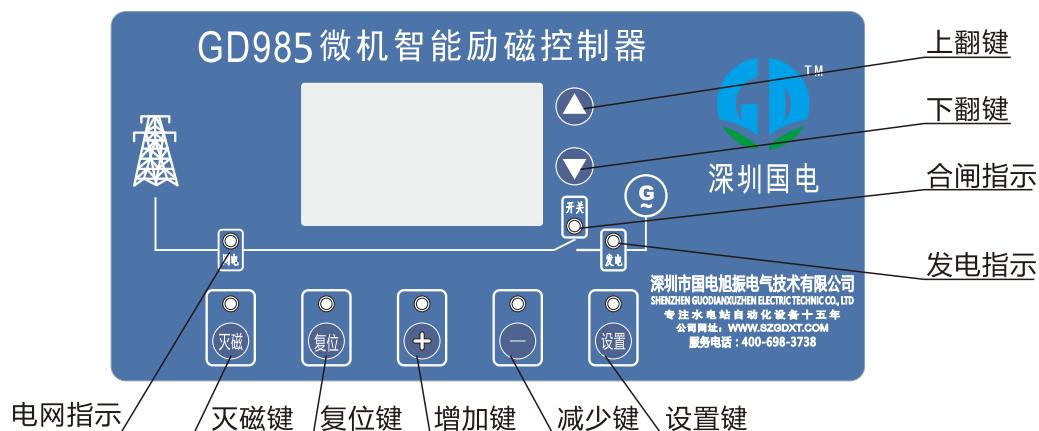 GD985微机智能励磁控制器
上翻键
TM
下翻键
深圳国电
合闸指示
G
~
开关
网电
发电
发电指示
深圳市国电旭振电气技术有限公司
SHENZHEN GUODIANXUZHEN ELECTRIC TECHNIC CO., LTD
专注水电站自动化设备十五年
公司网址：WWW.SZGDXT.COM
服务电话：400-698-3738
灭磁
复位
+
—
设置
电网指示
灭磁键
复位键
增加键
减少键
设置键